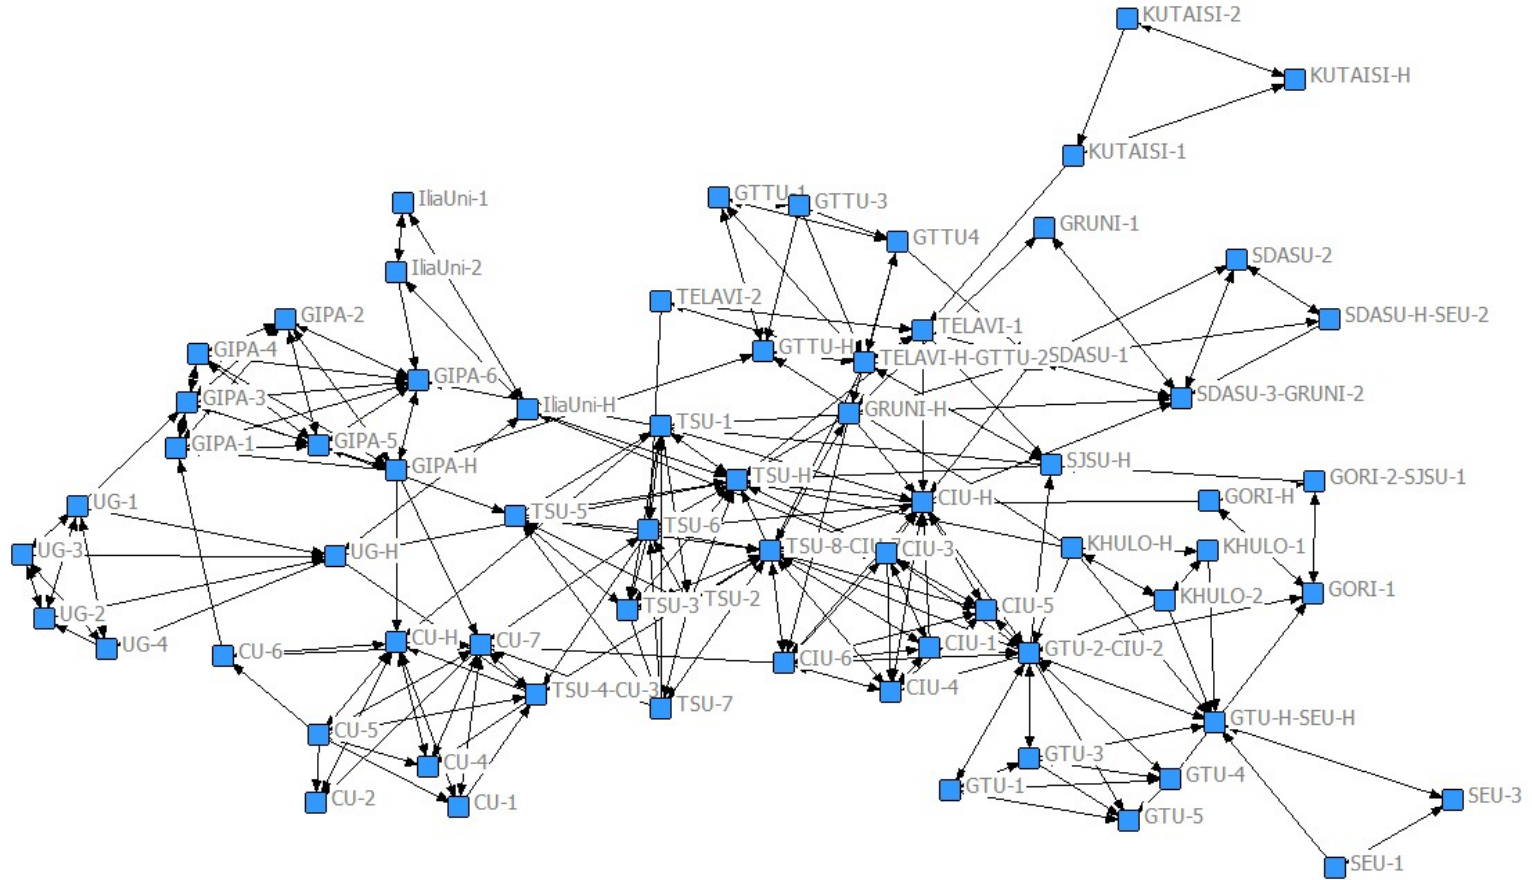 KUTAISI-2
KUTAISI-H
KUTAISI-1
IliaUni-1
GTTU-1
GTTU-3
GRUNI-1
GTTU4
IliaUni-2
SDASU-2
TELAVI-2
GIPA-2
SDASU-H-SEU-2
TELAVI-1
GIPA-4
GTTU-H
TELAVI-H-GTTU-2
SDASU-1
GIPA-6
GIPA-3
SDASU-3-GRUNI-2
IliaUni-H
GRUNI-H
TSU-1
GIPA-1
GIPA-5
GIPA-H
SJSU-H
TSU-H
GORI-2-SJSU-1
UG-1
CIU-H
GORI-H
TSU-5
TSU-6
UG-3
UG-H
TSU-8-CIU-7
CIU-3
KHULO-H
KHULO-1
UG-2
TSU-3
TSU-2
CIU-5
KHULO-2
GORI-1
UG-4
CU-6
CU-H
CU-7
CIU-6
CIU-1
GTU-2-CIU-2
TSU-4-CU-3
TSU-7
CIU-4
CU-5
GTU-H-SEU-H
CU-4
GTU-3
GTU-4
CU-2
CU-1
GTU-1
GTU-5
SEU-3
SEU-1